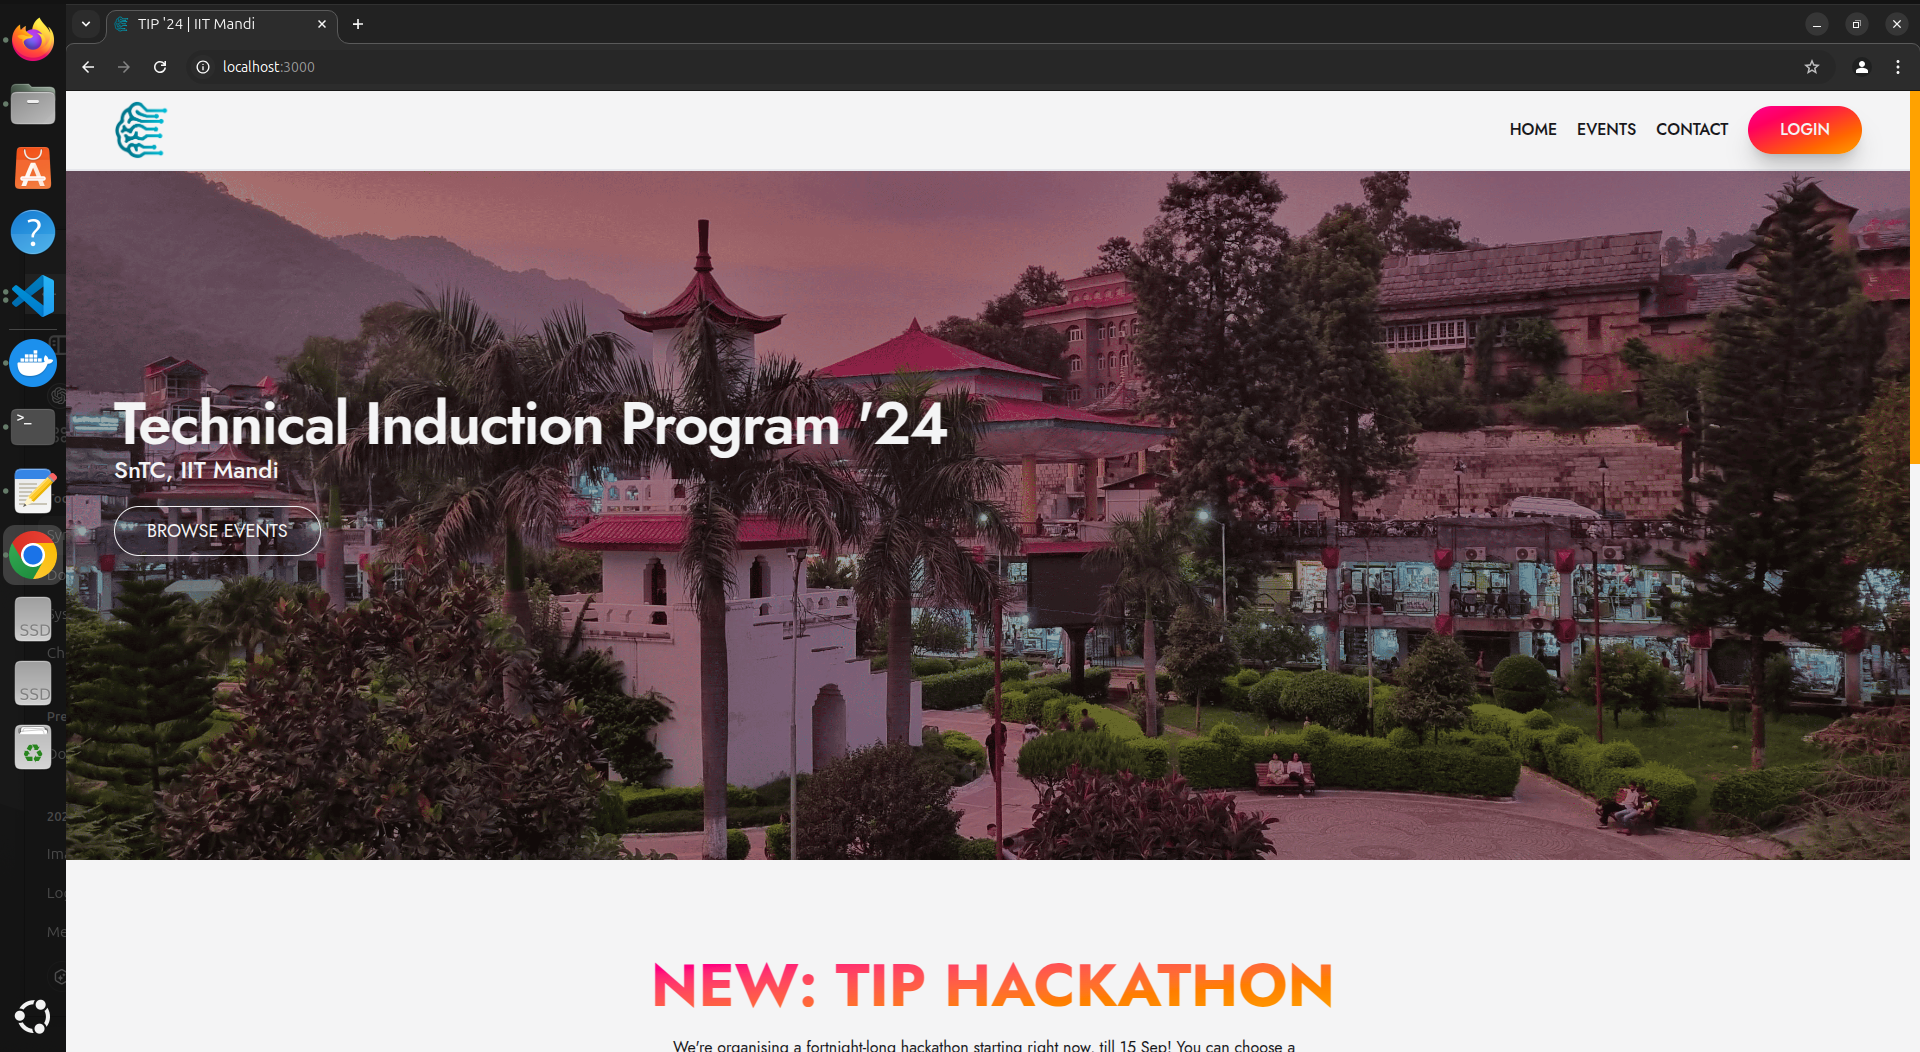 TIP '24 | IIT Mandi
localhost:3000
HOME EVENTS CONTACT LOGIN
Technical Induction Program '24
SnTC, IIT Mandi
BROWSE EVENTS
SSD
SSD
NEW: TIP HACKATHON
We're organising a fortnight-long hackathon starting right now, till 15 Sep! You can choose a